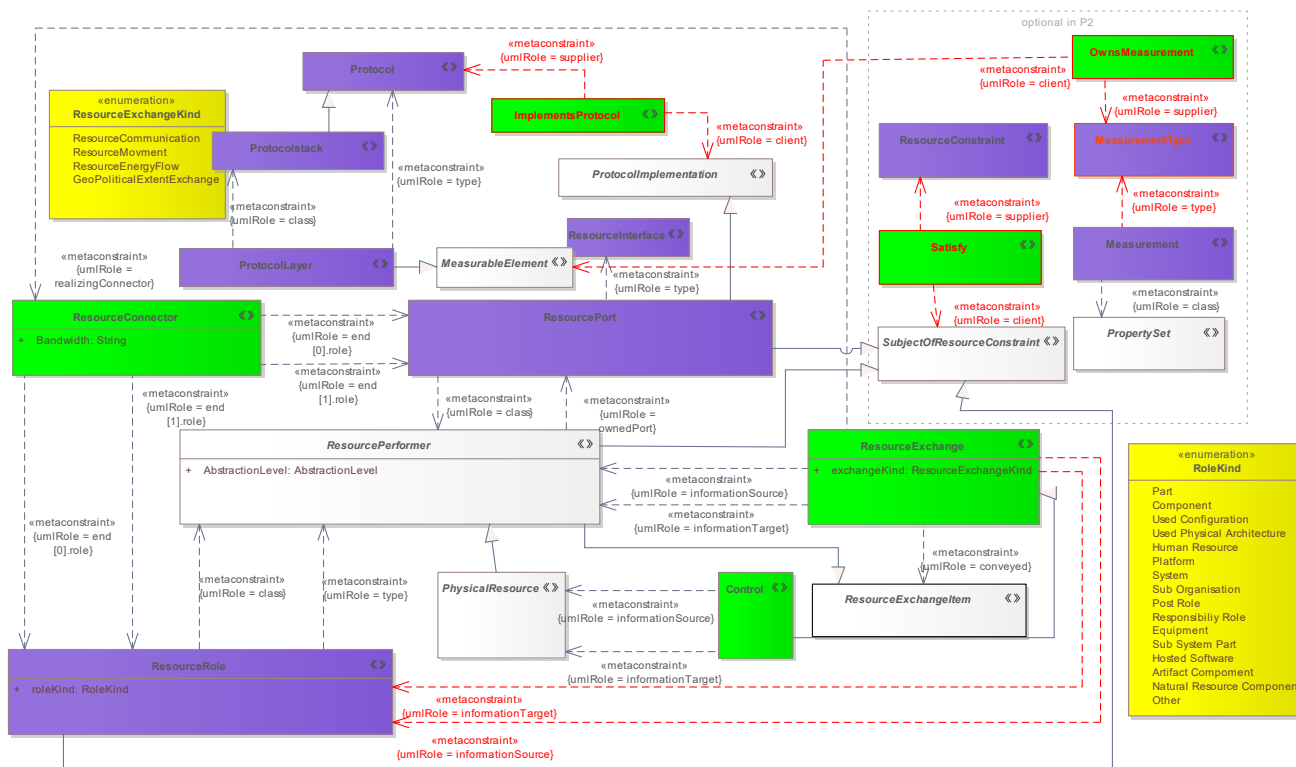 optional in P2
«metaconstraint»
{umlRole = supplier}
Protocol
OwnsMeasurement
«metaconstraint»
{umlRole = client}
«enumeration»
ResourceExchangeKind
ResourceCommunication
ResourceMovment
ResourceEnergyFlow
GeoPoliticalExtentExchange
ImplementsProtocol
«metaconstraint»
{umlRole = supplier}
«metaconstraint»
{umlRole = client}
Protocolstack
ResourceConstraint
MeasurementType
«metaconstraint»
{umlRole = type}
ProtocolImplementation
«metaconstraint»
{umlRole = class}
«metaconstraint»
{umlRole = supplier}
«metaconstraint»
{umlRole = type}
ResourceInterface
Satisfy
Measurement
ProtocolLayer
MeasurableElement
«metaconstraint»
{umlRole =
realizingConnector}
«metaconstraint»
{umlRole = type}
«metaconstraint»
{umlRole = client}
«metaconstraint»
{umlRole = class}
ResourceConnector
+ Bandwidth: String
«metaconstraint»
{umlRole = end
[0].role}
ResourcePort
SubjectOfResourceConstraint
PropertySet
«metaconstraint»
{umlRole = end
[1].role}
«metaconstraint»
{umlRole = end
[1].role}
«metaconstraint»
{umlRole = class}
«metaconstraint»
{umlRole =
ownedPort}
ResourcePerformer
+ AbstractionLevel: AbstractionLevel
ResourceExchange
+ exchangeKind: ResourceExchangeKind
«metaconstraint»
{umlRole = informationSource}
«metaconstraint»
{umlRole = informationTarget}
«enumeration»
RoleKind
Part
Component
Used Configuration
Used Physical Architecture
Human Resource
Platform
System
Sub Organisation
Post Role
Responsibiliy Role
Equipment
Sub System Part
Hosted Software
Artifact Compoment
Natural Resource Component
Other
«metaconstraint»
{umlRole = end
[0].role}
«metaconstraint»
{umlRole = conveyed}
«metaconstraint»
{umlRole = class}
«metaconstraint»
{umlRole = type}
PhysicalResource
«metaconstraint»
{umlRole = informationSource}
Control
ResourceExchangeItem
«metaconstraint»
{umlRole = informationTarget}
ResourceRole
+ roleKind: RoleKind
«metaconstraint»
{umlRole = informationTarget}
«metaconstraint»
{umlRole = informationSource}